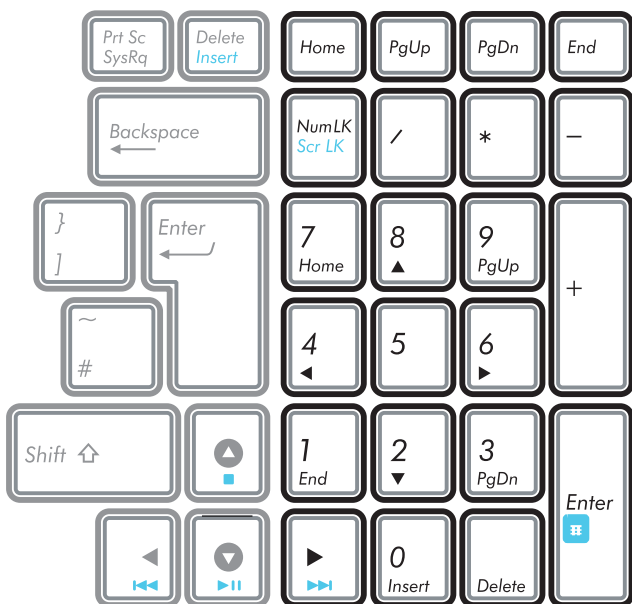 Prt Sc
SysRq
Delete
Insert
Home
PgUp
PgDn
End
Backspace
NumLK
Scr LK
/
*
–
}
]
Enter
7
Home
8
9
PgUp
+
~
#
4
5
6
Shift
1
End
2
3
PgDn
Enter
0
Insert
Delete